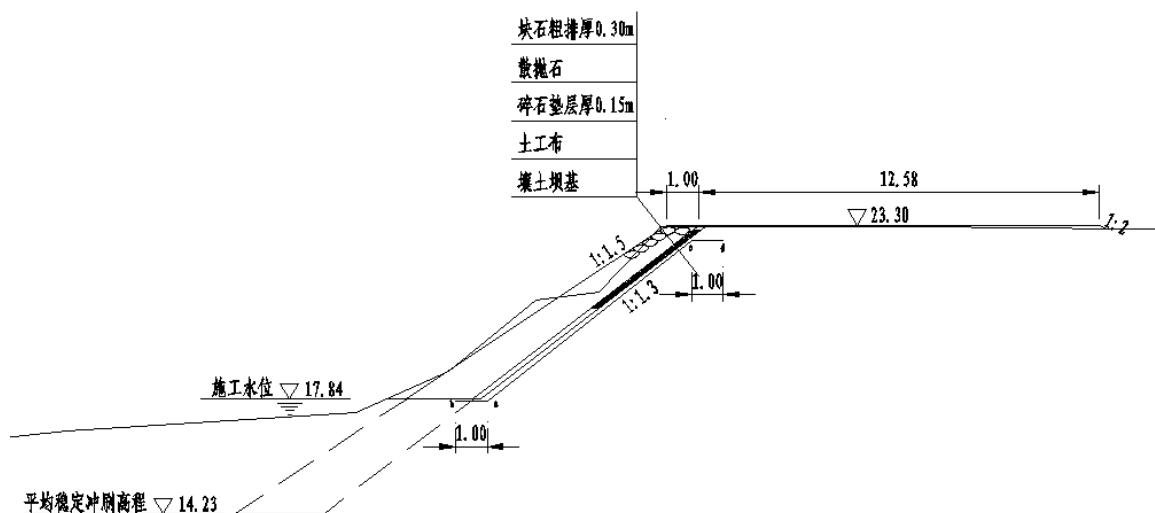 块石粗排厚0.30m
散抛石
碎石垫层厚0.15m
土工布
壤土坝基
1.00
12.58
23.30
1:2
1:1.5
1:1.3
1.00
施工水位 17.84
1.00
平均稳定冲刷高程 14.23